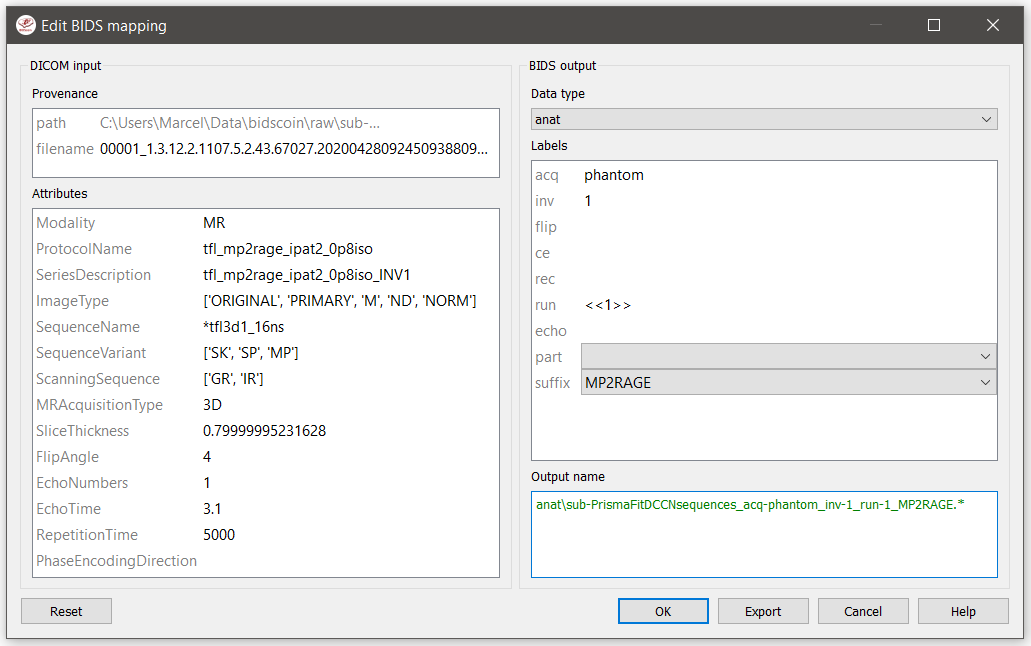 Edit BIDS mapping
DICOM input
Provenance
path C:\Users\Marcel\Data\bidscoin\raw\sub-...
filename 00001_1.3.12.2.1107.5.2.43.67027.20200428092450938809...
Attributes
Modality MR
ProtocolName tfl_mp2rage_ipat2_0p8iso
SeriesDescription tfl_mp2rage_ipat2_0p8iso_INV1
ImageType ['ORIGINAL', 'PRIMARY', 'M', 'ND', 'NORM']
SequenceName *tfl3d1_16ns
SequenceVariant ['SK', 'SP', 'MP']
ScanningSequence ['GR', 'IR']
MRAcquisitionType 3D
SliceThickness 0.79999995231628
FlipAngle 4
EchoNumbers 1
EchoTime 3.1
RepetitionTime 5000
PhaseEncodingDirection
BIDS output
Data type
anat
Labels
acq phantom
inv 1
flip
ce
rec
run <<1>>
echo
part
suffix MP2RAGE
Output name
anat\sub-PrismaFitDCCNsequences_acq-phantom_inv-1_run-1_MP2RAGE.*
Reset
OK
Export
Cancel
Help